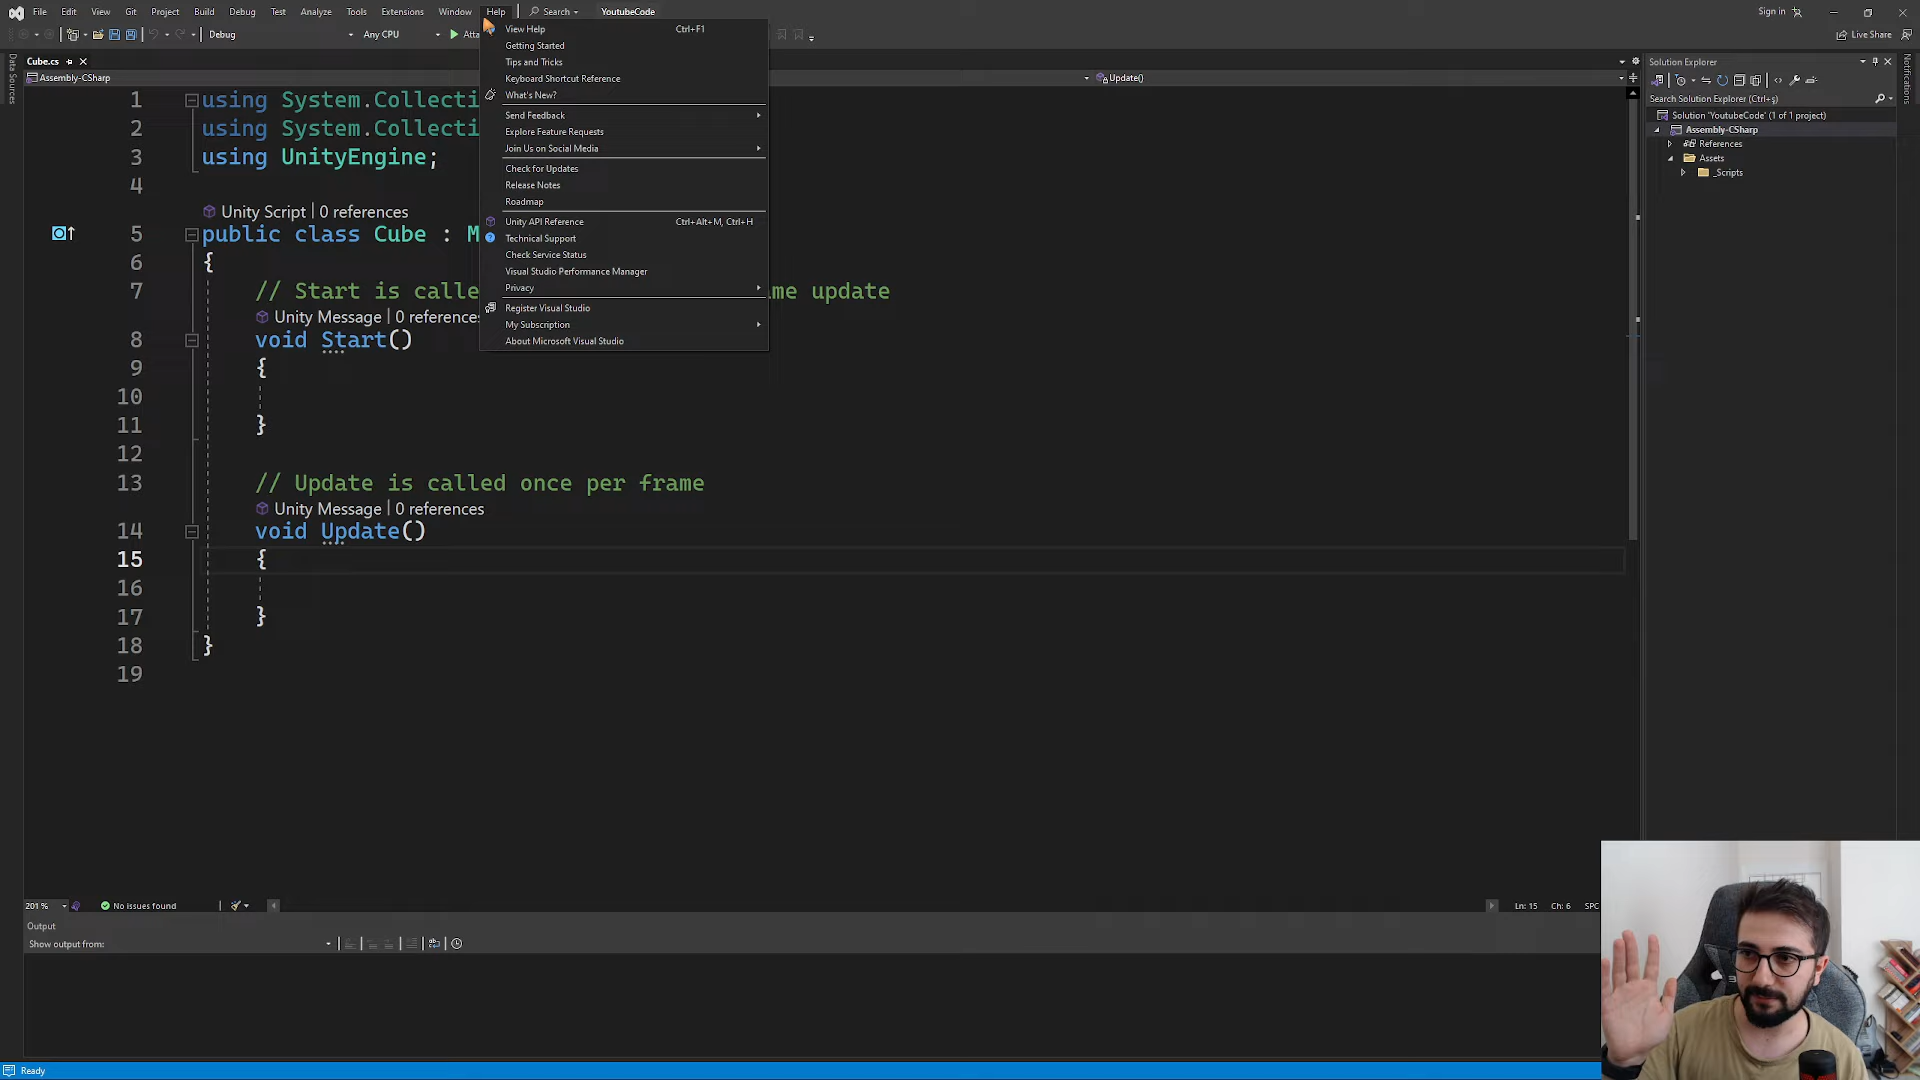 File Edit View Git Project Build Debug Test Analyze Tools Extensions Window Help Search YoutubeCode Sign in
Debug Any CPU Live Share
Data Sources
Cube.cs
Assembly-CSharp Update()
1 using System.Collecti
2 using System.Collecti
3 using UnityEngine;
4
Unity Script | 0 references
5 public class Cube : M
6 {
7 // Start is calle me update
Unity Message | 0 references
8 void Start()
9 {
10
11 }
12
13 // Update is called once per frame
Unity Message | 0 references
14 void Update()
15 {
16
17 }
18 }
19
View Help Ctrl+F1
Getting Started
Tips and Tricks
Keyboard Shortcut Reference
What's New?
Send Feedback
Explore Feature Requests
Join Us on Social Media
Check for Updates
Release Notes
Roadmap
Unity API Reference Ctrl+Alt+M, Ctrl+H
Technical Support
Check Service Status
Visual Studio Performance Manager
Privacy
Register Visual Studio
My Subscription
About Microsoft Visual Studio
Solution Explorer
Search Solution Explorer (Ctrl+ş)
Solution 'YoutubeCode' (1 of 1 project)
Assembly-CSharp
References
Assets
_Scripts
Notifications
201 % No issues found Ln: 15 Ch: 6 SPC
Output
Show output from:
Ready